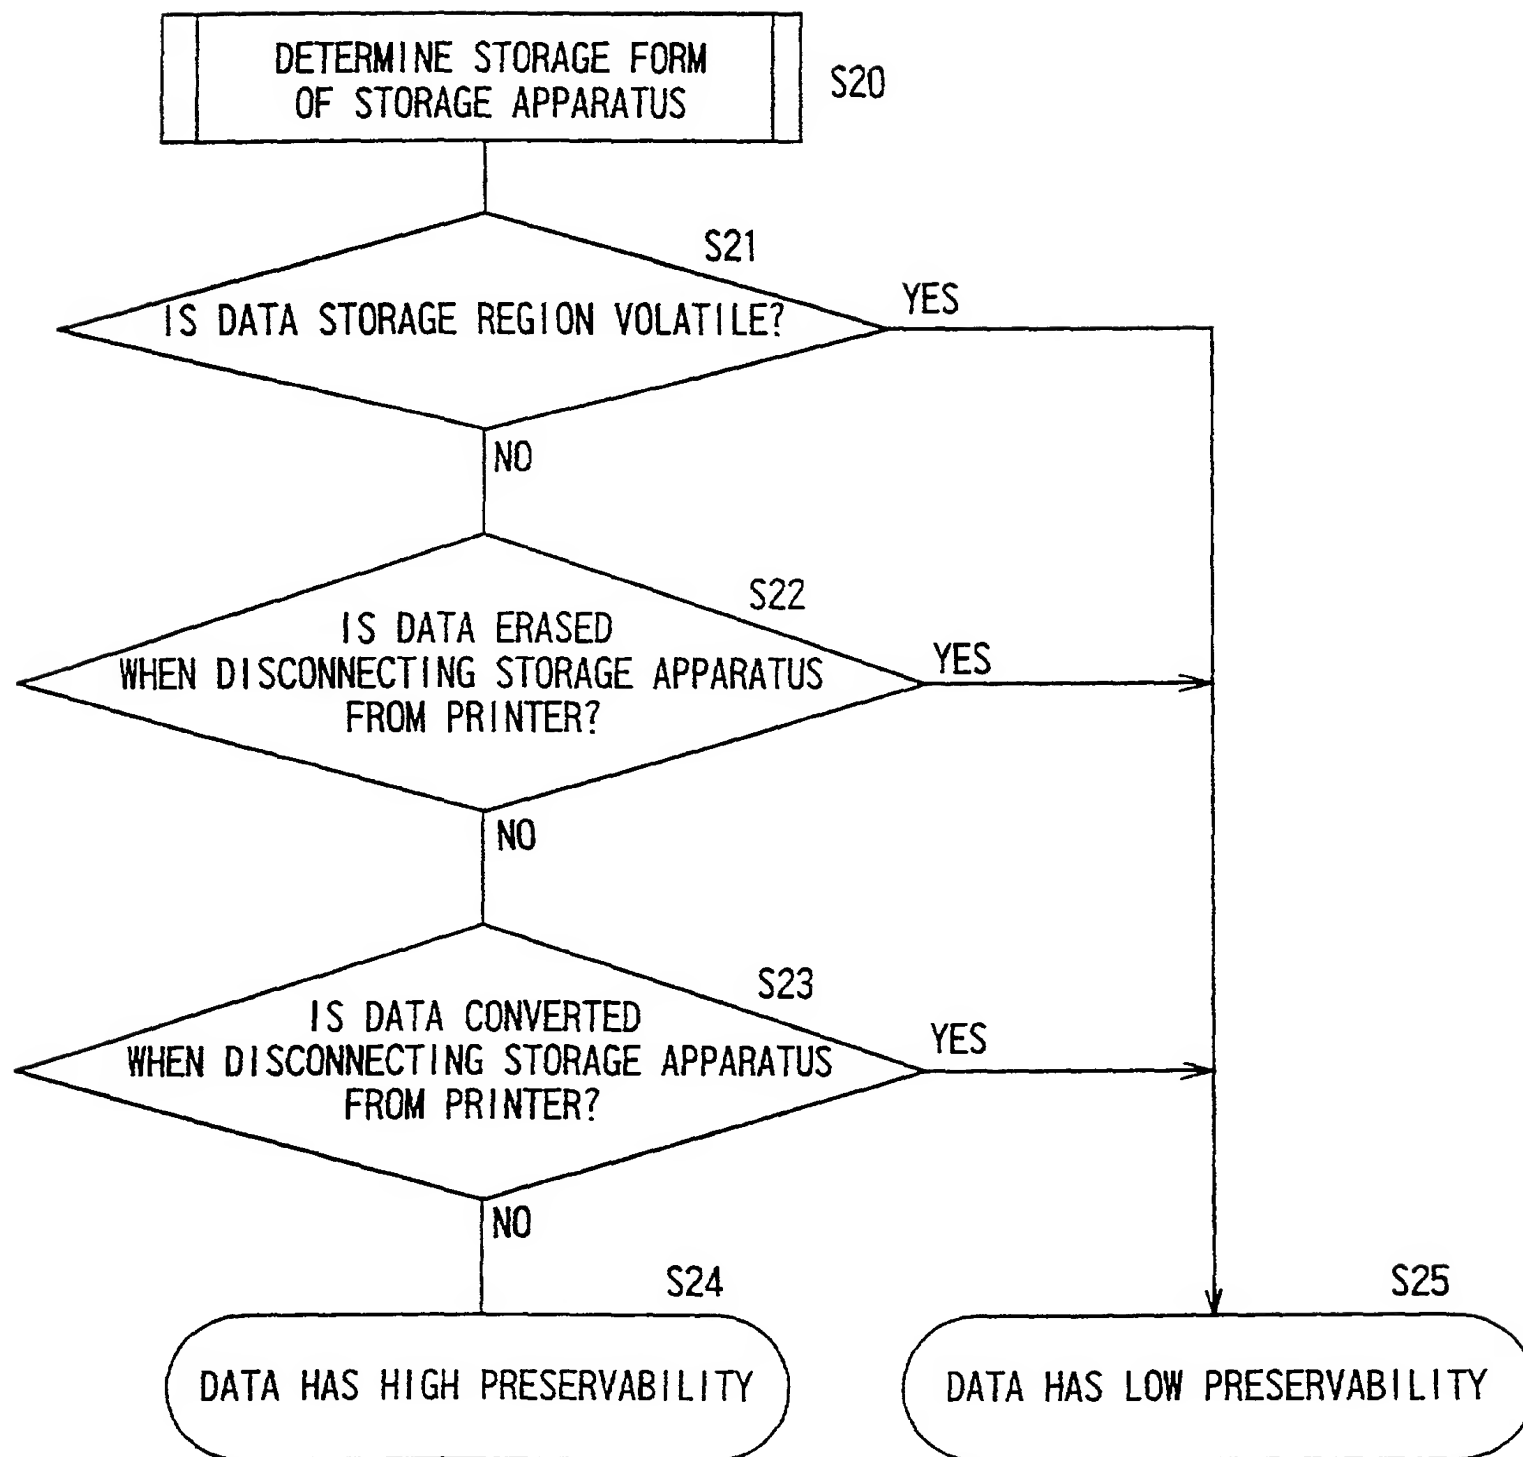 DETERMINE STORAGE FORM
OF STORAGE APPARATUS
S20
S21
IS DATA STORAGE REGION VOLATILE?
YES
NO
S22
IS DATA ERASED
WHEN DISCONNECTING STORAGE APPARATUS
FROM PRINTER?
YES
NO
S23
IS DATA CONVERTED
WHEN DISCONNECTING STORAGE APPARATUS
FROM PRINTER?
YES
NO
S24
DATA HAS HIGH PRESERVABILITY
S25
DATA HAS LOW PRESERVABILITY